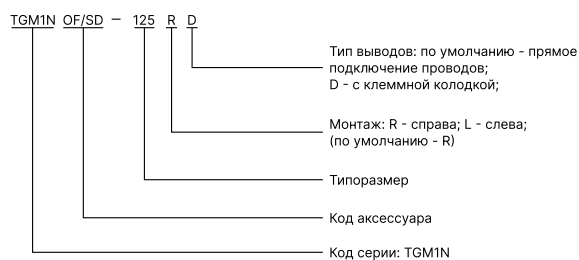 TGM1N OF/SD – 125 R D
Тип выводов: по умолчанию - прямое
подключение проводов;
D - с клеммной колодкой;
Монтаж: R - справа; L - слева;
(по умолчанию - R)
Типоразмер
Код аксессуара
Код серии: TGM1N